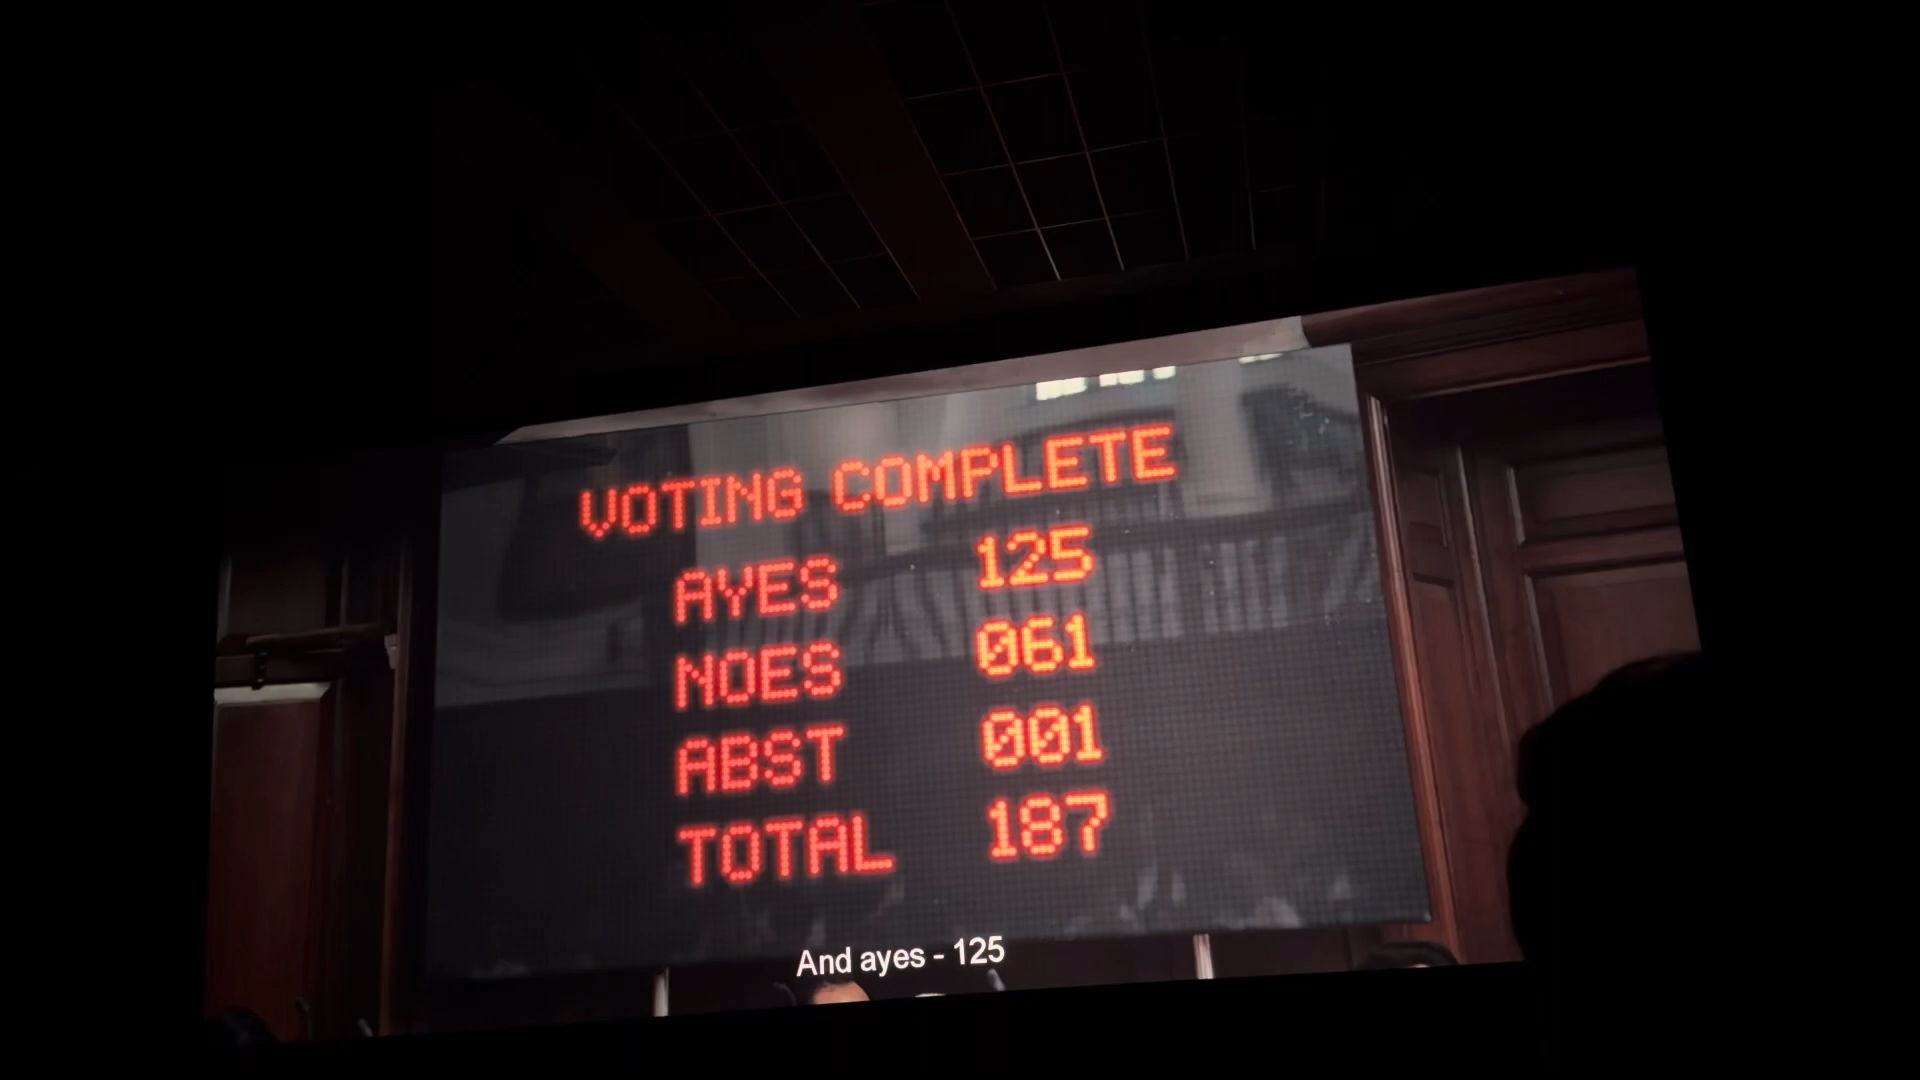 VOTING COMPLETE
AYES 125
NOES 061
ABST 001
TOTAL 187
And ayes - 125